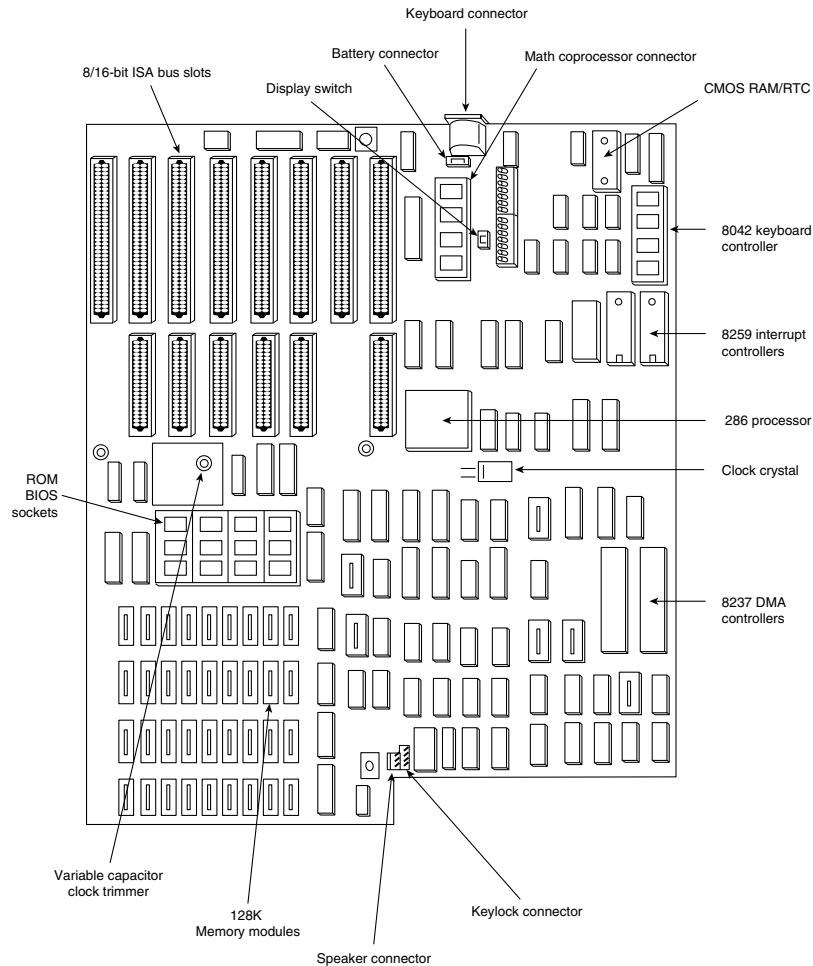 Keyboard connector
Battery connector
Math coprocessor connector
8/16-bit ISA bus slots
Display switch
CMOS RAM/RTC
8042 keyboard
controller
8259 interrupt
controllers
286 processor
Clock crystal
ROM
BIOS
sockets
8237 DMA
controllers
Variable capacitor
clock trimmer
128K
Memory modules
Keylock connector
Speaker connector